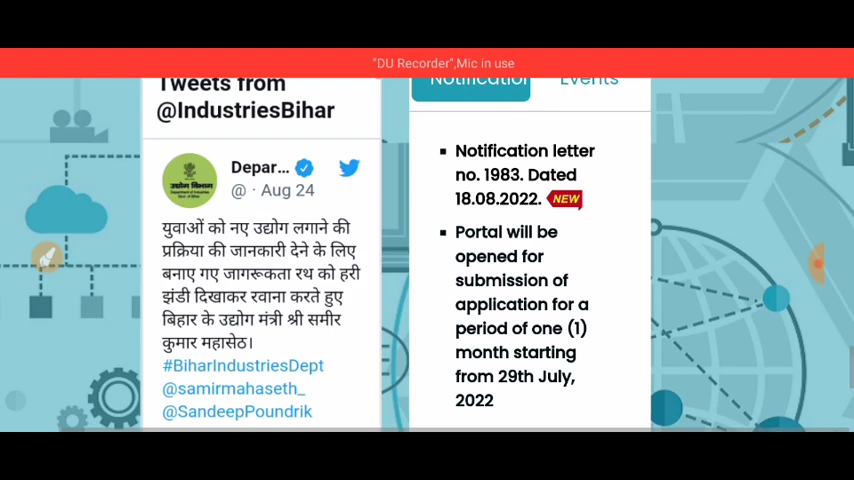 "DU Recorder",Mic in use
Tweets from
@IndustriesBihar
Depar...
@ · Aug 24
उद्योग विभाग
युवाओं को नए उद्योग लगाने की
प्रक्रिया की जानकारी देने के लिए
बनाए गए जागरूकता रथ को हरी
झंडी दिखाकर रवाना करते हुए
बिहार के उद्योग मंत्री श्री समीर
कुमार महासेठ।
#BiharIndustriesDept
@samirmahaseth_
@SandeepPoundrik
Notification
Events
Notification letter
no. 1983. Dated
18.08.2022. NEW
Portal will be
opened for
submission of
application for a
period of one (1)
month starting
from 29th July,
2022